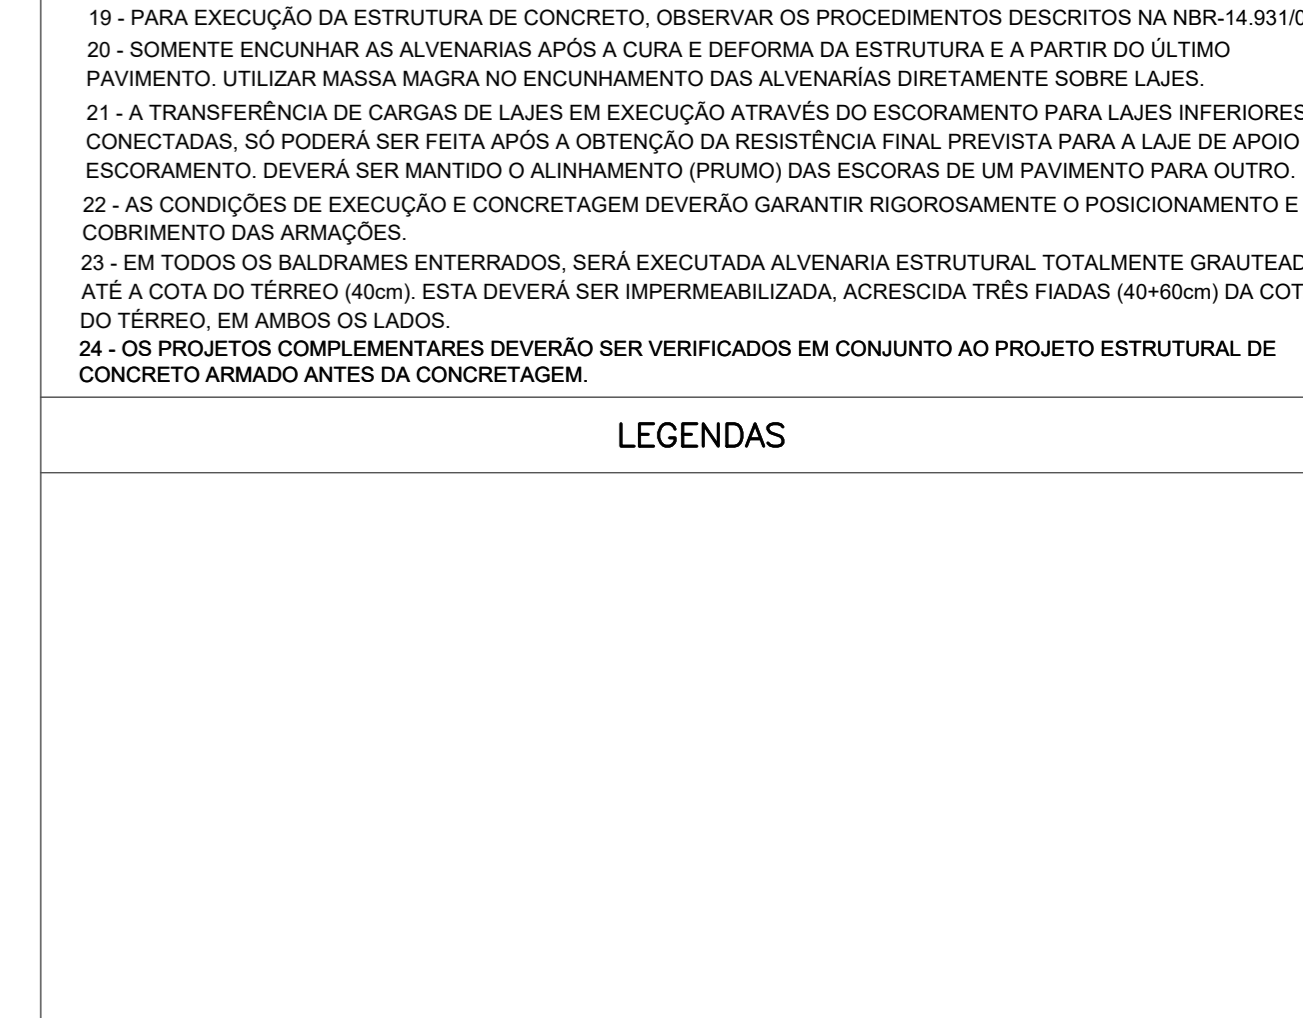 19 - PARA EXECUÇÃO DA ESTRUTURA DE CONCRETO, OBSERVAR OS PROCEDIMENTOS DESCRITOS NA NBR-14.931/0
20 - SOMENTE ENCUNHAR AS ALVENARIAS APÓS A CURA E DEFORMA DA ESTRUTURA E A PARTIR DO ÚLTIMO
PAVIMENTO. UTILIZAR MASSA MAGRA NO ENCUNHAMENTO DAS ALVENARÍAS DIRETAMENTE SOBRE LAJES.
21 - A TRANSFERÊNCIA DE CARGAS DE LAJES EM EXECUÇÃO ATRAVÉS DO ESCORAMENTO PARA LAJES INFERIORES
CONECTADAS, SÓ PODERÁ SER FEITA APÓS A OBTENÇÃO DA RESISTÊNCIA FINAL PREVISTA PARA A LAJE DE APOIO
ESCORAMENTO. DEVERÁ SER MANTIDO O ALINHAMENTO (PRUMO) DAS ESCORAS DE UM PAVIMENTO PARA OUTRO.
22 - AS CONDIÇÕES DE EXECUÇÃO E CONCRETAGEM DEVERÃO GARANTIR RIGOROSAMENTE O POSICIONAMENTO E
COBRIMENTO DAS ARMAÇÕES.
23 - EM TODOS OS BALDRAMES ENTERRADOS, SERÁ EXECUTADA ALVENARIA ESTRUTURAL TOTALMENTE GRAUTEAD
ATÉ A COTA DO TÉRREO (40cm). ESTA DEVERÁ SER IMPERMEABILIZADA, ACRESCIDA TRÊS FIADAS (40+60cm) DA COT
DO TÉRREO, EM AMBOS OS LADOS.
24 - OS PROJETOS COMPLEMENTARES DEVERÃO SER VERIFICADOS EM CONJUNTO AO PROJETO ESTRUTURAL DE
CONCRETO ARMADO ANTES DA CONCRETAGEM.
LEGENDAS